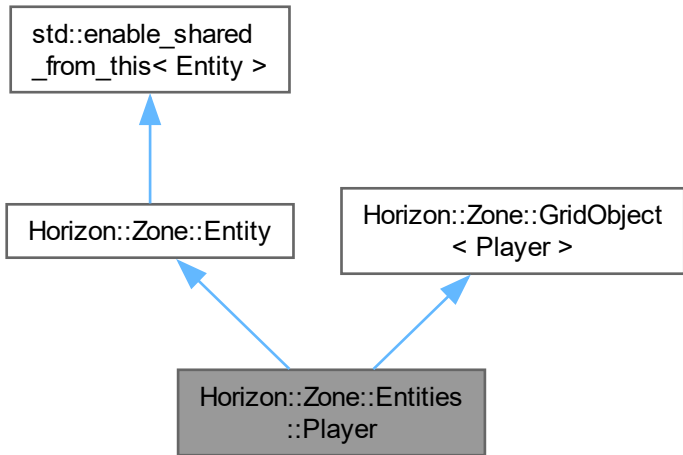 std::enable_shared
_from_this< Entity >
Horizon::Zone::Entity
Horizon::Zone::GridObject
< Player >
Horizon::Zone::Entities
::Player